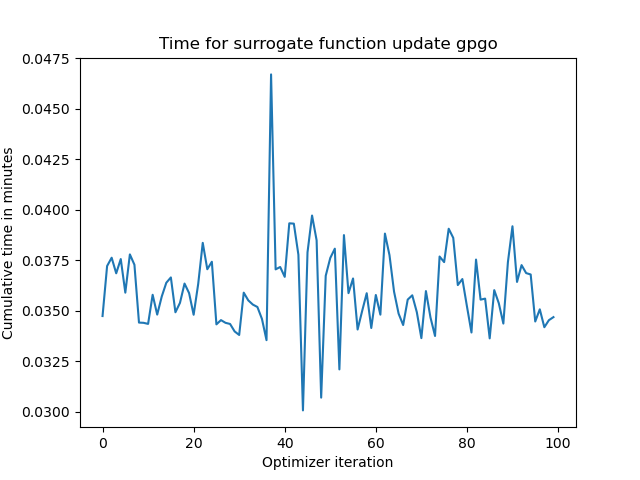 Time for surrogate function update gpgo
Cumulative time in minutes
0.0475
0.0450
0.0425
0.0400
0.0375
0.0350
0.0325
0.0300
0 20 40 60 80 100
Optimizer iteration